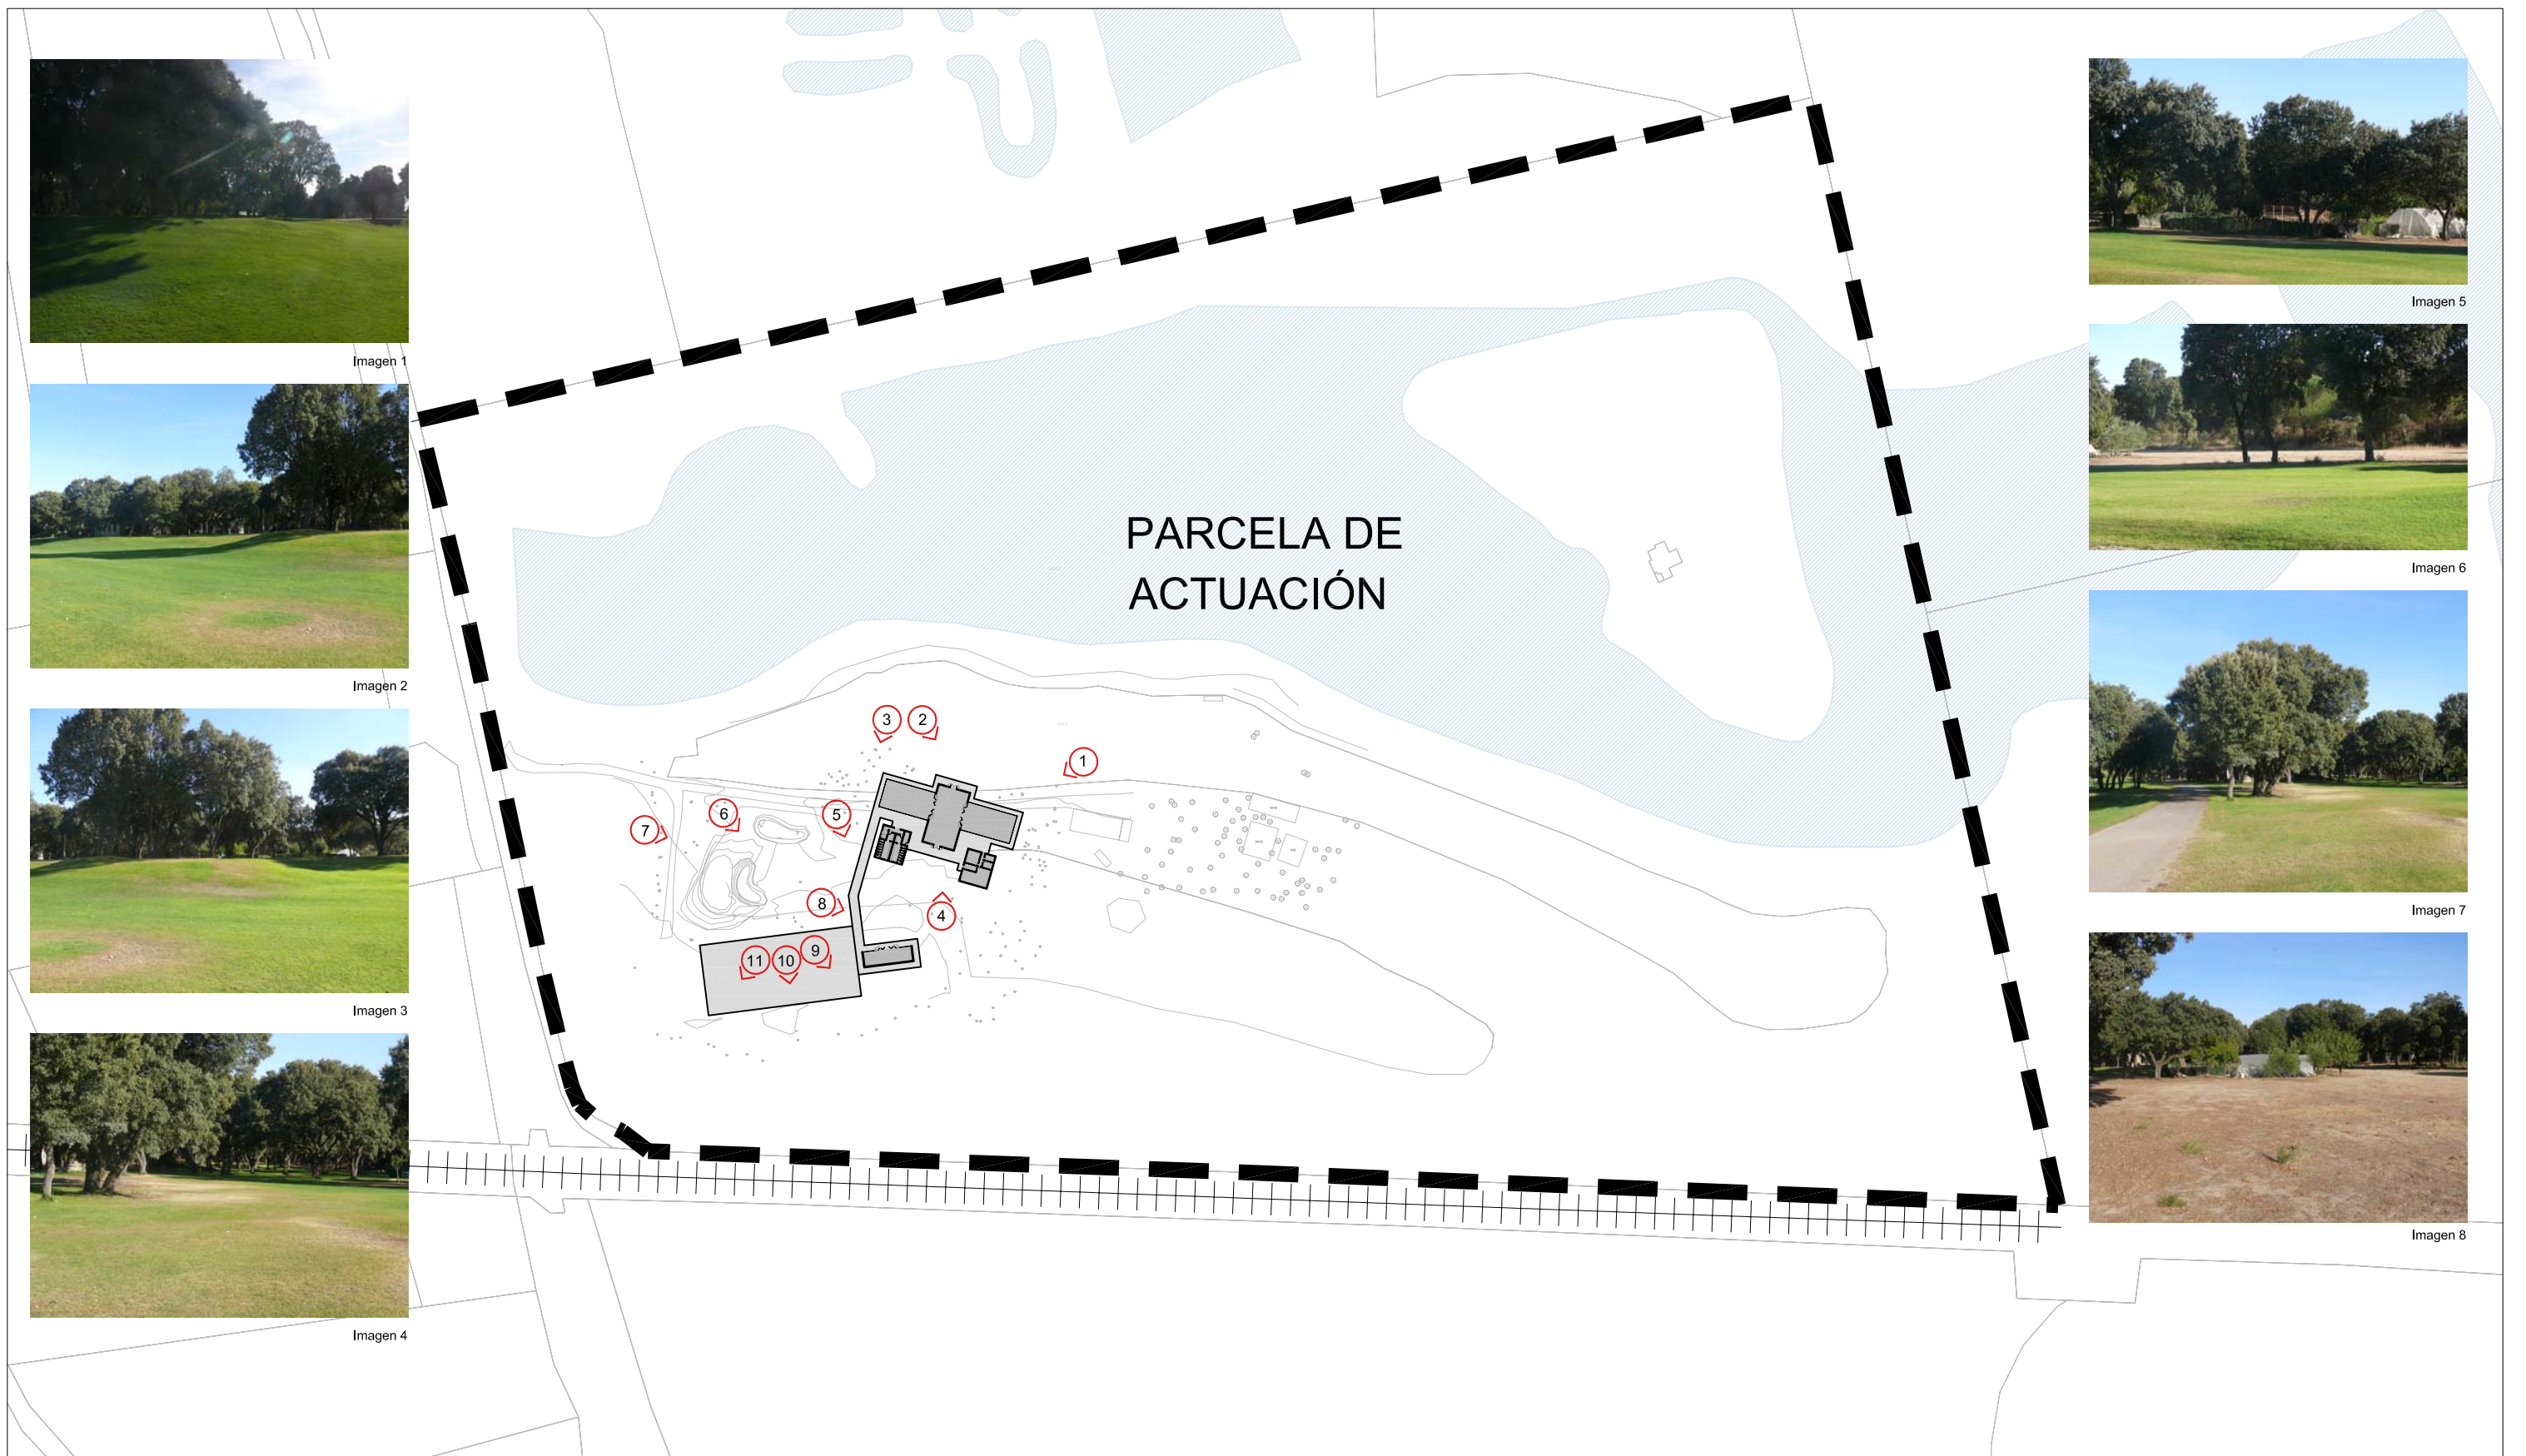 Imagen 1
Imagen 2
Imagen 3
Imagen 4
PARCELA DE
ACTUACIÓN
3
2
1
7
6
5
8
4
11
10
9
Imagen 5
Imagen 6
Imagen 7
Imagen 8